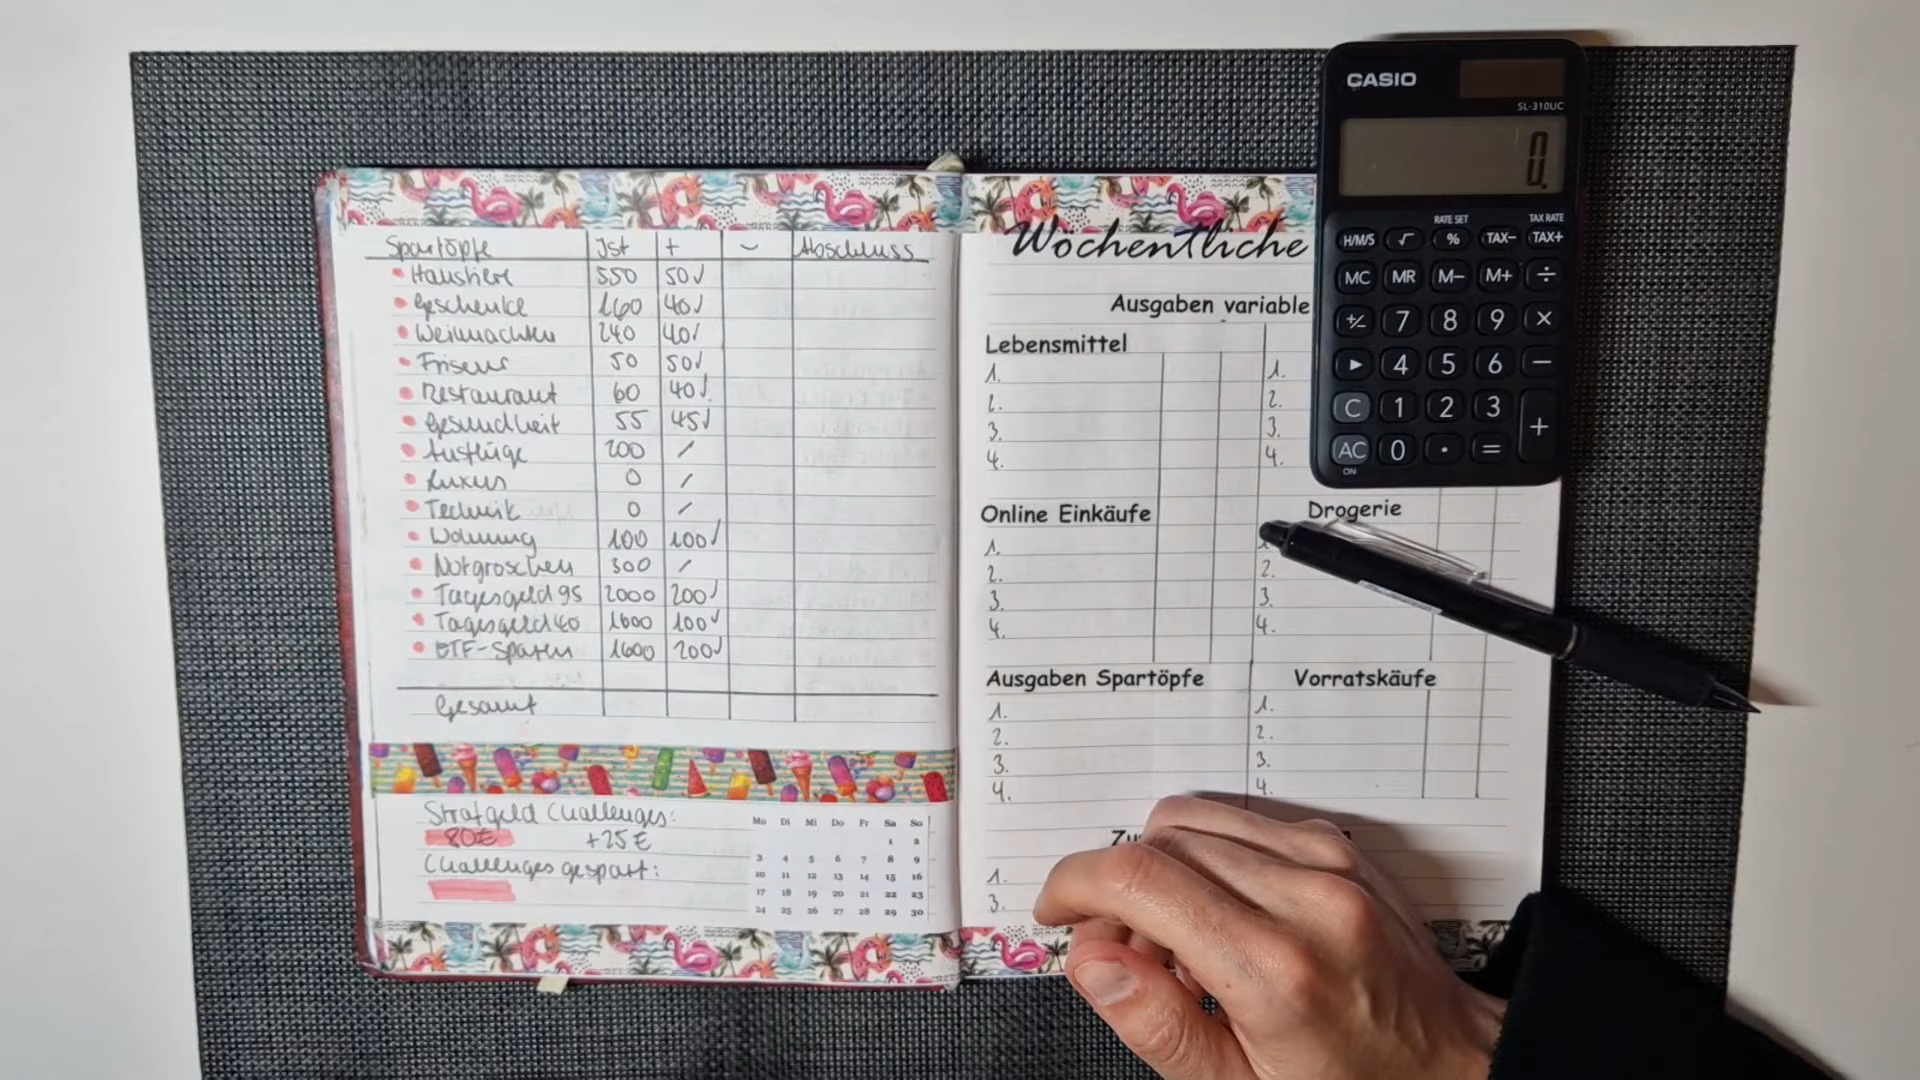 Spartöpfe Ist + - Abschluss
Haustiere 550 50✓
Geschenke 160 40✓
Weihnachten 240 40✓
Friseur 50 50✓
Restaurant 60 40✓
Gesundheit 55 45✓
Ausflüge 200 /
Luxus 0 /
Technik 0 /
Wohnung 100 100✓
Notgroschen 300 /
Tagesgeld 95 2000 200✓
Tagesgeld 40 1600 100✓
ETF-Sparen 1600 200✓
Gesamt
Strafgeld Challenges:
80€ +25€
Challenges gespart:
Mo Di Mi Do Fr Sa So
1 2
3 4 5 6 7 8 9
10 11 12 13 14 15 16
17 18 19 20 21 22 23
24 25 26 27 28 29 30
Wöchentliche
Ausgaben variable
Lebensmittel
1. 1.
2. 2.
3. 3.
4. 4.
Online Einkäufe Drogerie
1. 1.
2. 2.
3. 3.
4. 4.
Ausgaben Spartöpfe Vorratskäufe
1. 1.
2. 2.
3. 3.
4. 4.
1.
3.
CASIO
SL-310UC
0.
RATE SET TAX RATE
H/M/S √ % TAX- TAX+
MC MR M- M+ ÷
+/- 7 8 9 ×
▶ 4 5 6 −
C 1 2 3 +
AC 0 · =
ON